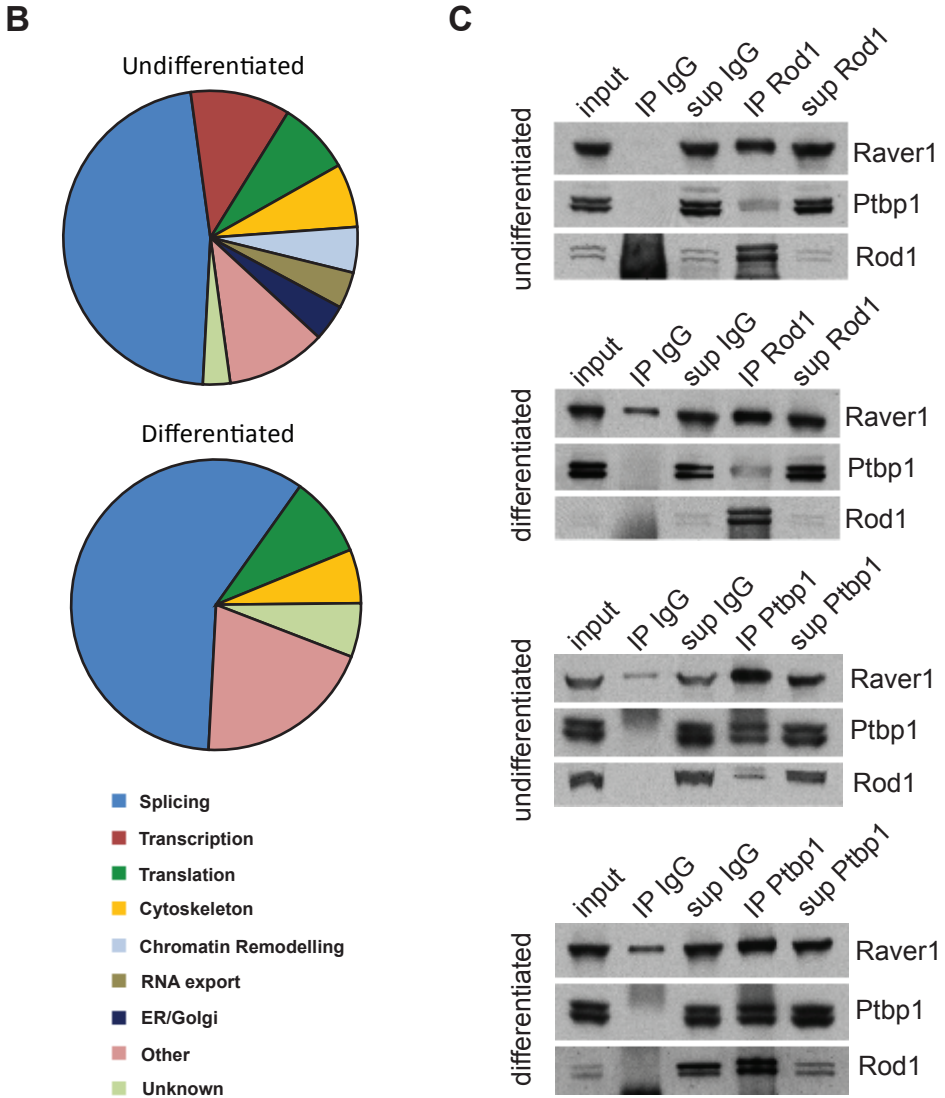 B
Undifferentiated
Differentiated
Splicing
Transcription
Translation
Cytoskeleton
Chromatin Remodelling
RNA export
ER/Golgi
Other
Unknown
C
input IP IgG sup IgG IP Rod1 sup Rod1
undifferentiated
Raver1
Ptbp1
Rod1
input IP IgG sup IgG IP Rod1 sup Rod1
differentiated
Raver1
Ptbp1
Rod1
input IP IgG sup IgG IP Ptbp1 sup Ptbp1
undifferentiated
Raver1
Ptbp1
Rod1
input IP IgG sup IgG IP Ptbp1 sup Ptbp1
differentiated
Raver1
Ptbp1
Rod1